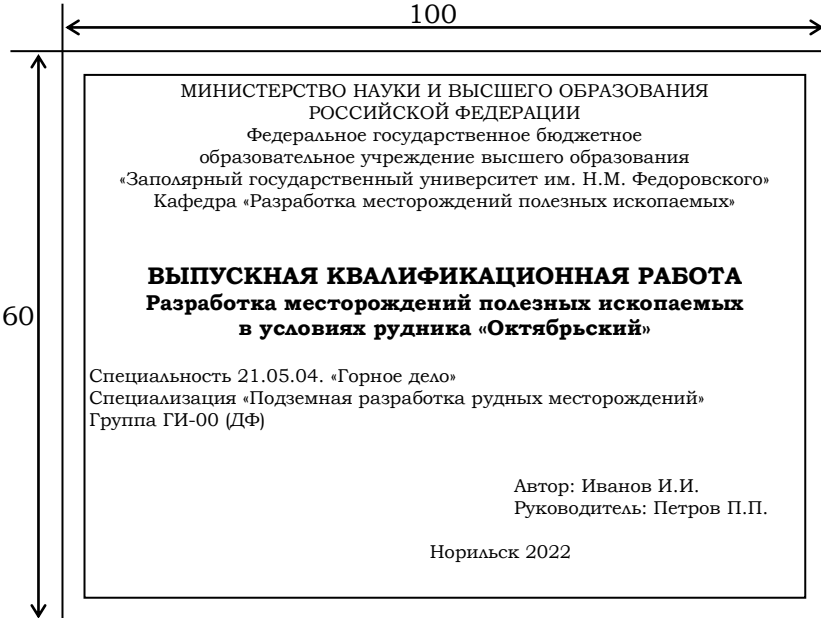 100
МИНИСТЕРСТВО НАУКИ И ВЫСШЕГО ОБРАЗОВАНИЯ
РОССИЙСКОЙ ФЕДЕРАЦИИ
Федеральное государственное бюджетное
образовательное учреждение высшего образования
«Заполярный государственный университет им. Н.М. Федоровского»
Кафедра «Разработка месторождений полезных ископаемых»
ВЫПУСКНАЯ КВАЛИФИКАЦИОННАЯ РАБОТА
Разработка месторождений полезных ископаемых
в условиях рудника «Октябрьский»
60
Специальность 21.05.04. «Горное дело»
Специализация «Подземная разработка рудных месторождений»
Группа ГИ-00 (ДФ)
Автор: Иванов И.И.
Руководитель: Петров П.П.
Норильск 2022